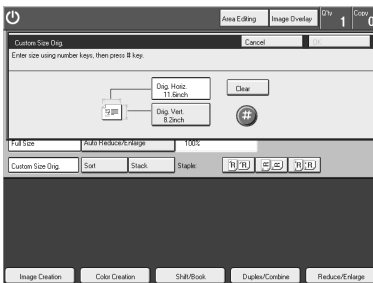 Area Editing Image Overlay Q'ty 1 Copy 0
Custom Size Orig. Cancel OK
Enter size using number keys, then press # key.
Orig. Horiz. 11.6inch Clear
Orig. Vert. 8.2inch #
Full Size Auto Reduce/Enlarge 100%
Custom Size Orig. Sort Stack Staple:
Image Creation Color Creation Shift/Book Duplex/Combine Reduce/Enlarge